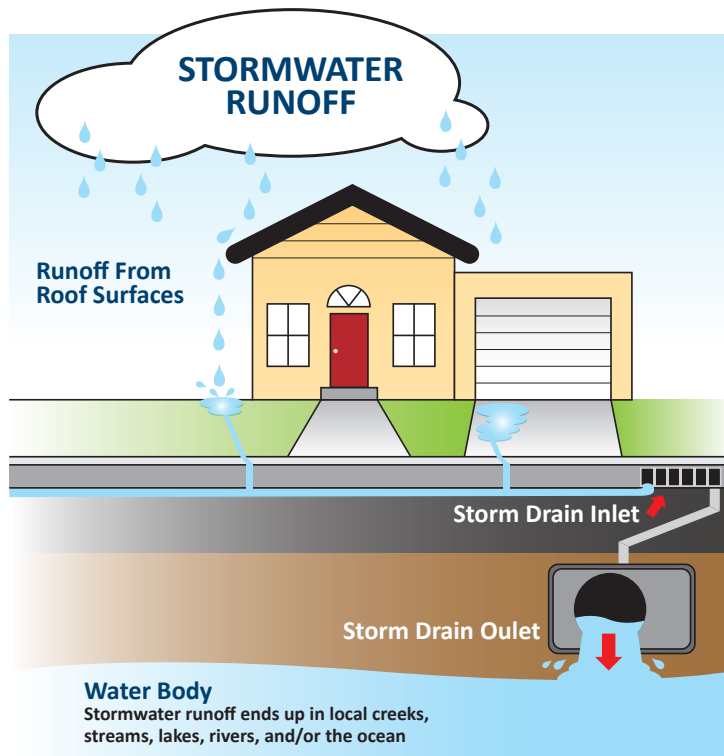 STORMWATER
RUNOFF
Runoff From
Roof Surfaces
Storm Drain Inlet
Storm Drain Oulet
Water Body
Stormwater runoff ends up in local creeks,
streams, lakes, rivers, and/or the ocean